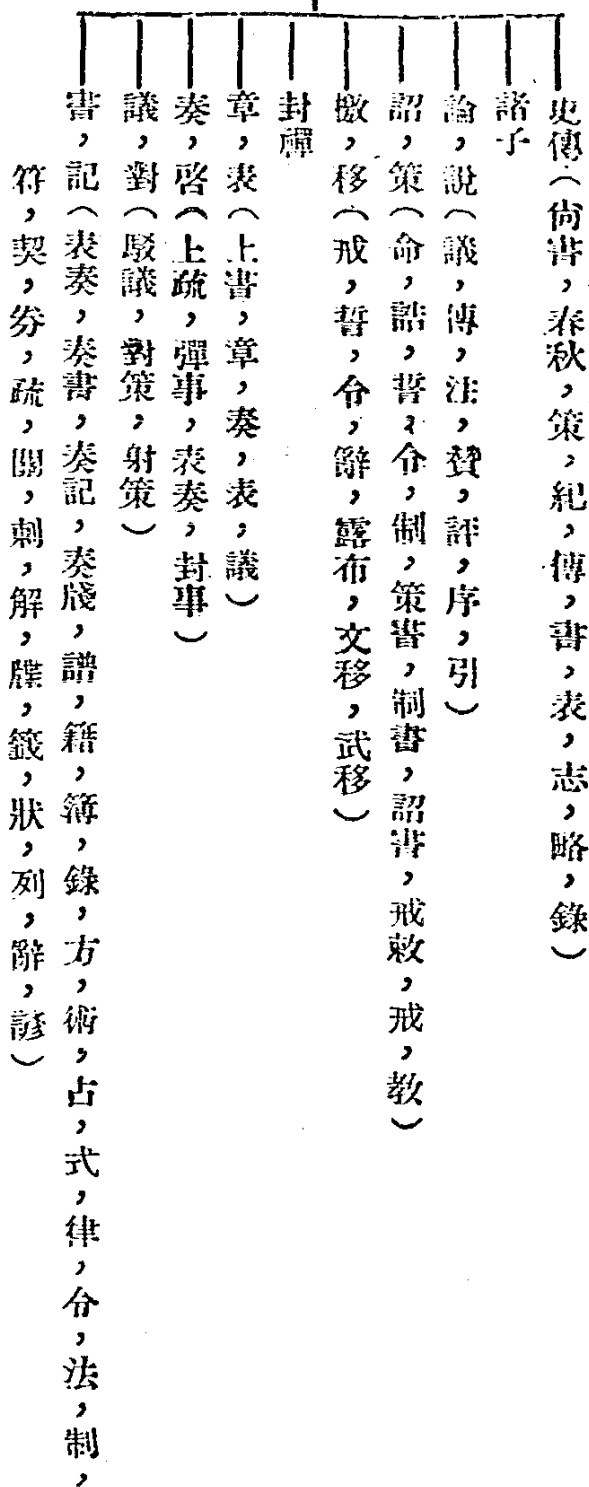 史傳(尙書,春秋,策,紀,傳,書,表,志,略,錄)
諸子
論,說(議,傳,注,贊,評,序,引)
詔,策(命,誥,誓,令,制,策書,制書,詔書,戒敕,戒,敎)
檄,移(戒,誓,令,辭,露布,文移,武移)
封禪
章,表(上書,章,奏,表,議)
奏,啓(上疏,彈事,表奏,封事)
議,對(駁議,對策,射策)
書,記(表奏,奏書,奏記,奏牋,譜,籍,簿,錄,方,術,占,式,律,令,法,制,
符,契,券,疏,關,刺,解,牒,籤,狀,列,辭,諺)